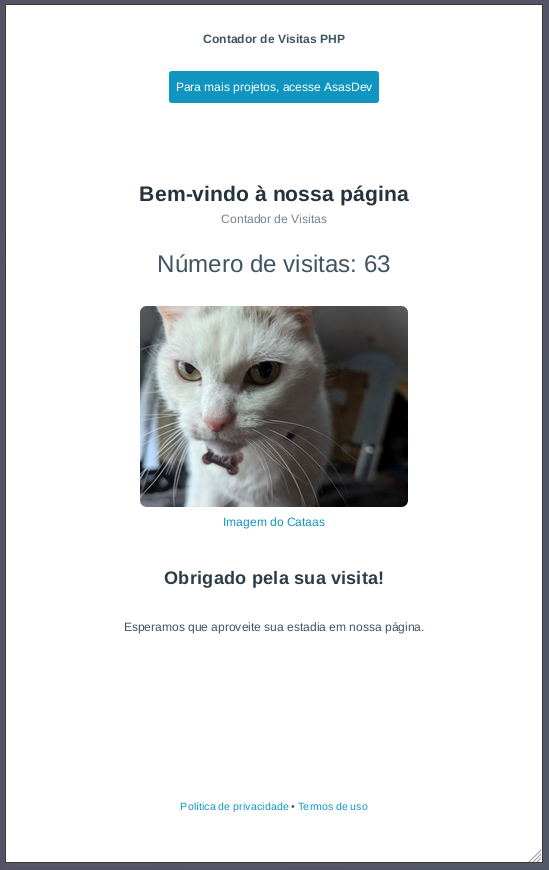 Contador de Visitas PHP
Para mais projetos, acesse AsasDev
Bem-vindo à nossa página
Contador de Visitas
Número de visitas: 63
Imagem do Cataas
Obrigado pela sua visita!
Esperamos que aproveite sua estadia em nossa página.
Política de privacidade • Termos de uso